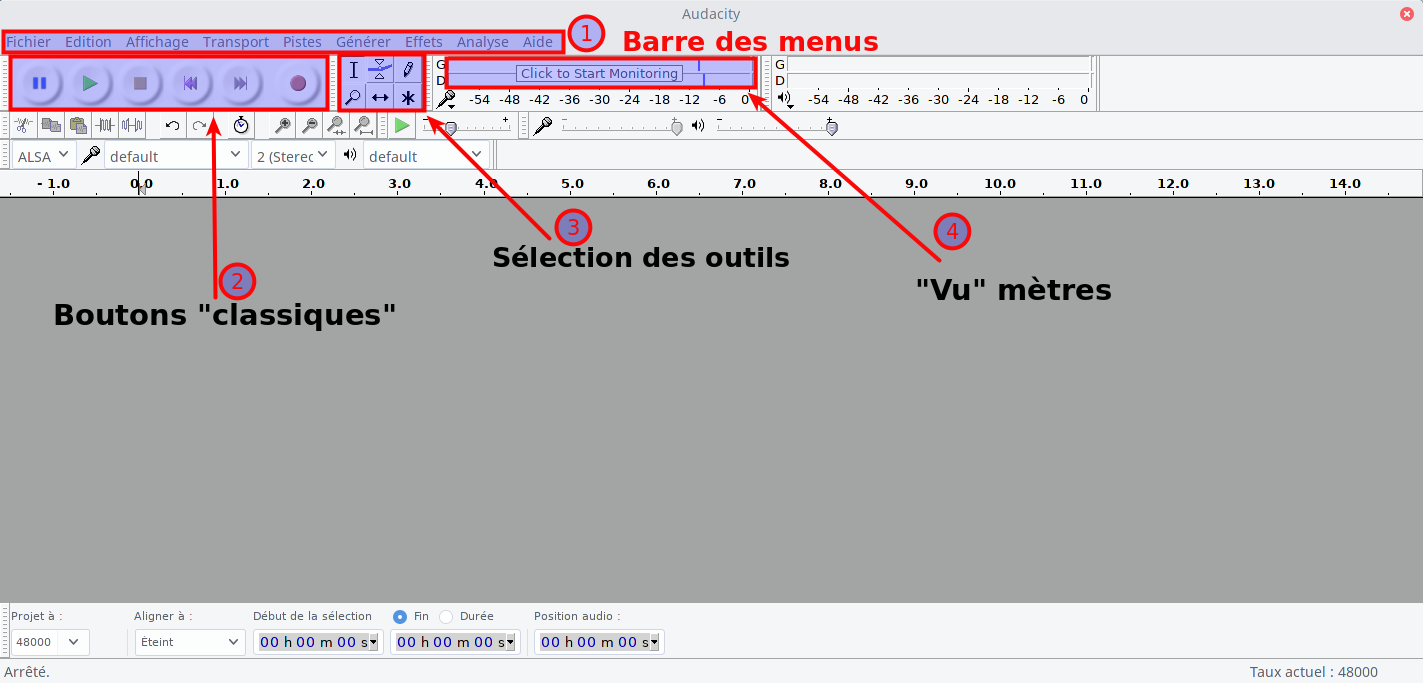 Audacity
Fichier Edition Affichage Transport Pistes Générer Effets Analyse Aide
1
Barre des menus
G
D
Click to Start Monitoring
-54 -48 -42 -36 -30 -24 -18 -12 -6 0
G
D
-54 -48 -42 -36 -30 -24 -18 -12 -6 0
- + - + - +
ALSA default 2 (Sterec default
- 1.0 0.0 1.0 2.0 3.0 4.0 5.0 6.0 7.0 8.0 9.0 10.0 11.0 12.0 13.0 14.0
3
Sélection des outils
4
"Vu" mètres
2
Boutons "classiques"
Projet à : Aligner à : Début de la sélection Fin Durée Position audio :
48000 Éteint 00 h 00 m 00 s 00 h 00 m 00 s 00 h 00 m 00 s
Arrêté. Taux actuel : 48000